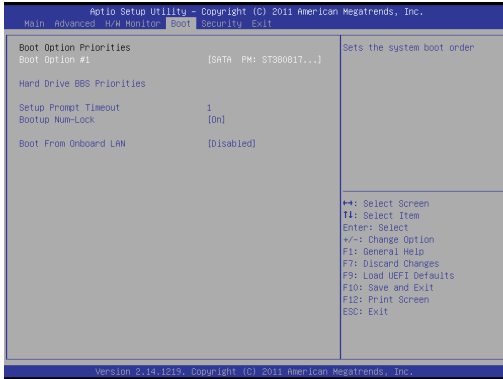 Aptio Setup Utility – Copyright (C) 2011 American Megatrends, Inc.
Main Advanced H/W Monitor Boot Security Exit
Boot Option Priorities
Boot Option #1 [SATA PM: ST380817...]
Hard Drive BBS Priorities
Setup Prompt Timeout 1
Bootup Num-Lock [On]
Boot From Onboard LAN [Disabled]
Sets the system boot order
↔: Select Screen
↑↓: Select Item
Enter: Select
+/-: Change Option
F1: General Help
F7: Discard Changes
F9: Load UEFI Defaults
F10: Save and Exit
F12: Print Screen
ESC: Exit
Version 2.14.1219. Copyright (C) 2011 American Megatrends, Inc.